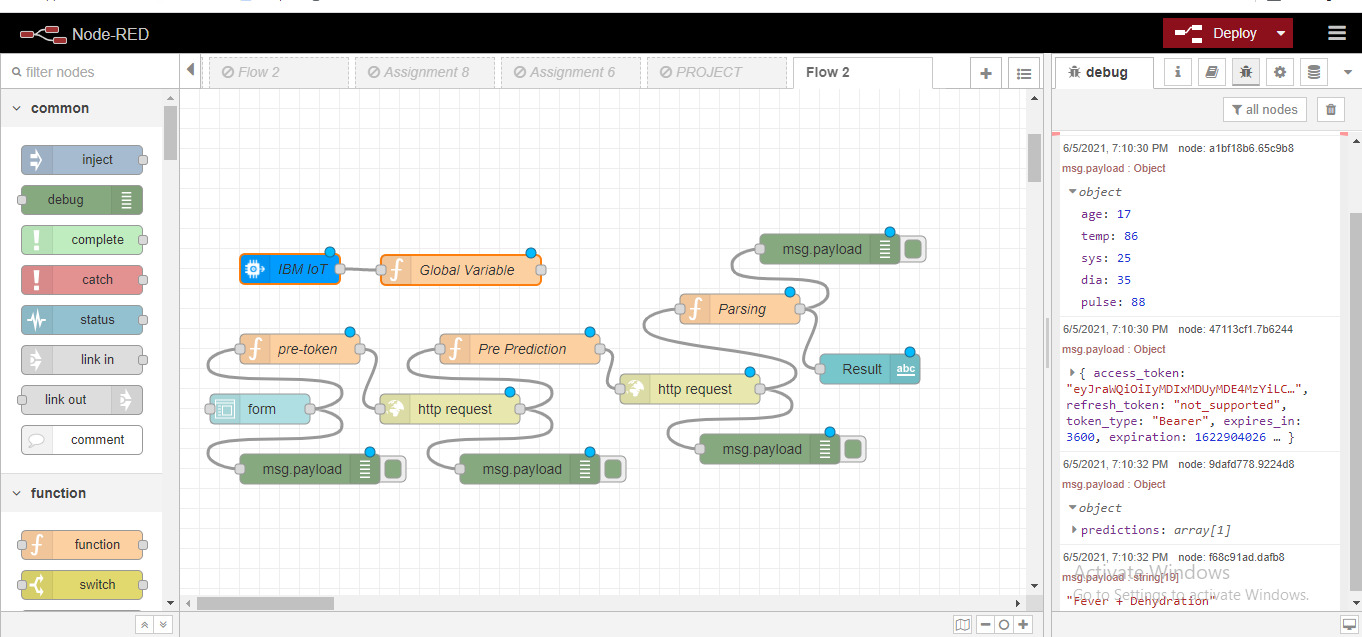 Node-RED
Deploy
filter nodes
Flow 2
Assignment 8
Assignment 6
PROJECT
Flow 2
debug
i
all nodes
common
inject
debug
complete
catch
status
link in
link out
comment
function
function
switch
IBM IoT
Global Variable
pre-token
form
msg.payload
Pre Prediction
http request
msg.payload
msg.payload
Parsing
http request
Result
abc
msg.payload
6/5/2021, 7:10:30 PM node: a1bf18b6.65c9b8
msg.payload : Object
object
age: 17
temp: 86
sys: 25
dia: 35
pulse: 88
6/5/2021, 7:10:30 PM node: 47113cf1.7b6244
msg.payload : Object
{ access_token:
"eyJraWQiOiIyMDIxMDUyMDE4MzYiLC…",
refresh_token: "not_supported",
token_type: "Bearer", expires_in:
3600, expiration: 1622904026 … }
6/5/2021, 7:10:32 PM node: 9dafd778.9224d8
msg.payload : Object
object
predictions: array[1]
6/5/2021, 7:10:32 PM node: f68c91ad.dafb8
msg.payload : string[19]
"Fever + Denydration"
Activate Windows
Go to Settings to activate Windows.